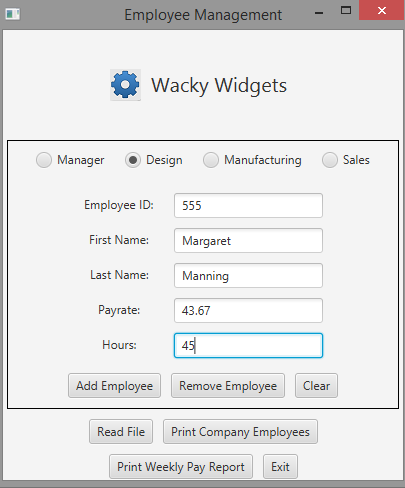 Employee Management
Wacky Widgets
Manager Design Manufacturing Sales
Employee ID: 555
First Name: Margaret
Last Name: Manning
Payrate: 43.67
Hours: 45
Add Employee Remove Employee Clear
Read File Print Company Employees
Print Weekly Pay Report Exit